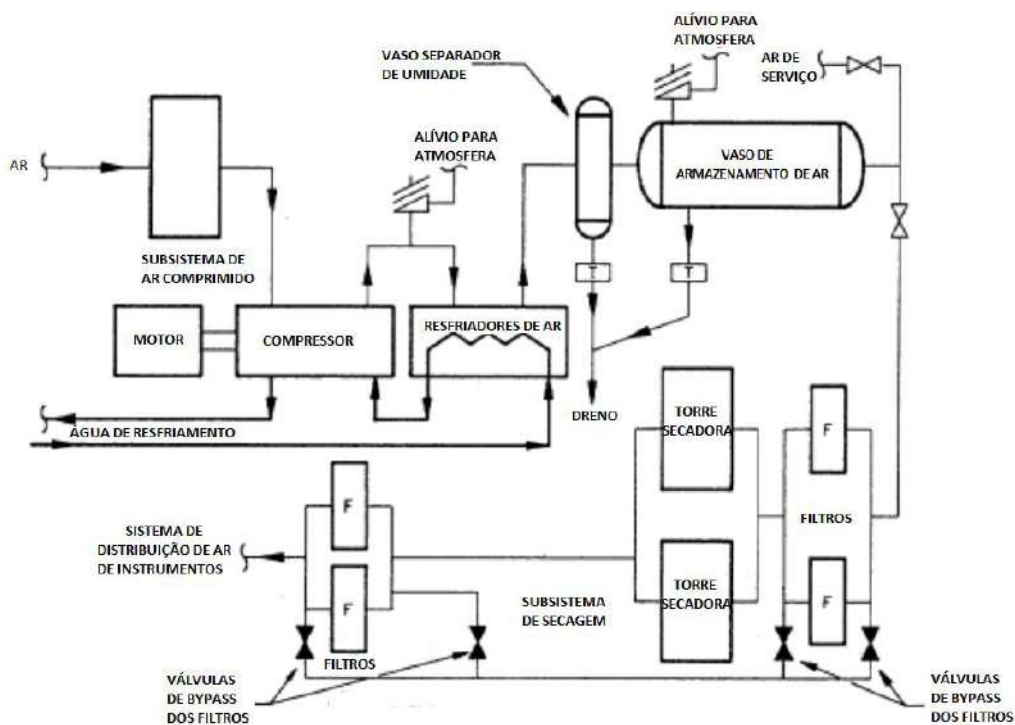 ALÍVIO PARA
ATMOSFERA
VASO SEPARADOR
DE UMIDADE
AR DE
SERVIÇO
AR
ALÍVIO PARA
ATMOSFERA
VASO DE
ARMAZENAMENTO DE AR
SUBSISTEMA DE
AR COMPRIMIDO
T
T
MOTOR
COMPRESSOR
RESFRIADORES DE AR
ÁGUA DE RESFRIAMENTO
DRENO
TORRE
SECADORA
F
F
FILTROS
SISTEMA DE
DISTRIBUIÇÃO DE AR
DE INSTRUMENTOS
F
TORRE
SECADORA
F
SUBSISTEMA
DE SECAGEM
FILTROS
VÁLVULAS
DE BYPASS
DOS FILTROS
VÁLVULAS
DE BYPASS
DOS FILTROS